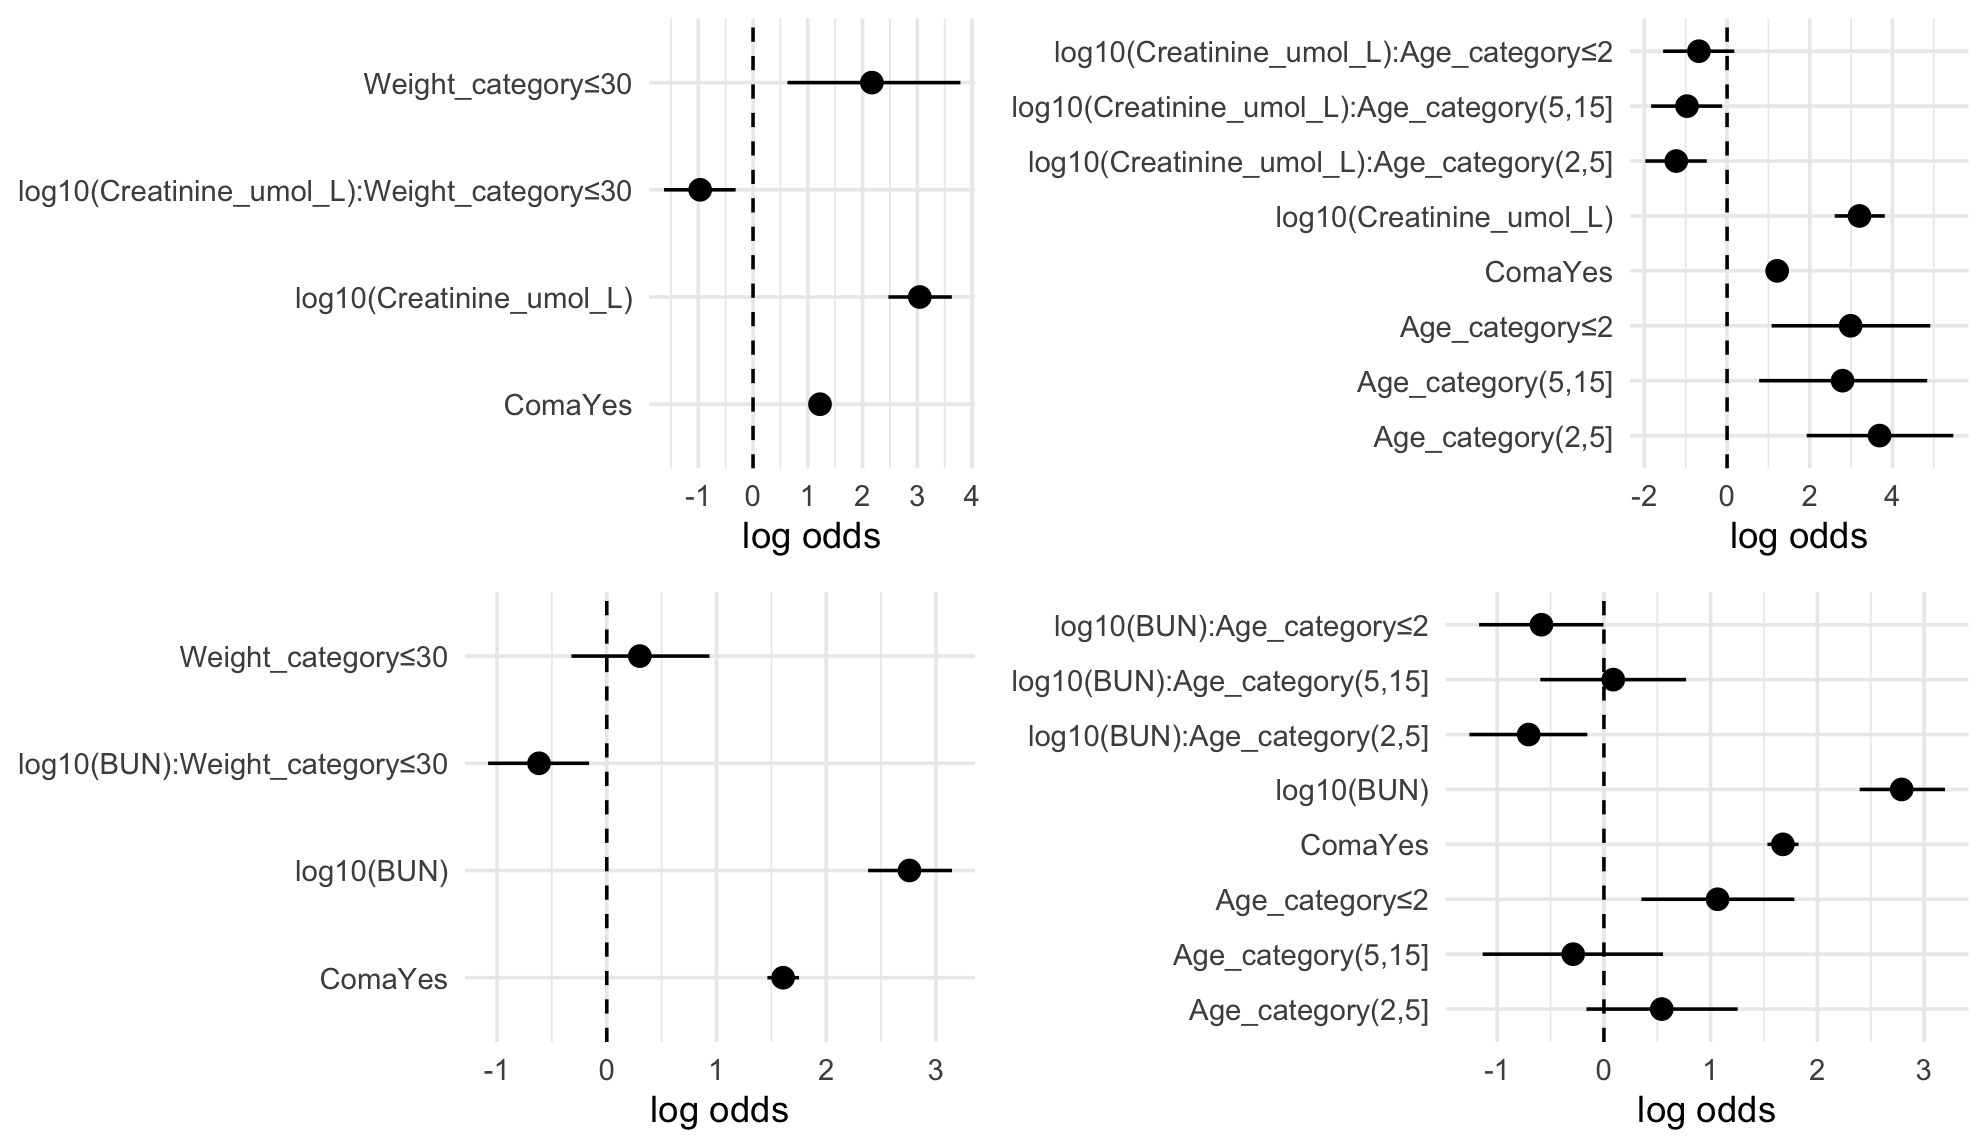 Weight_category≤30
log10(Creatinine_umol_L):Weight_category≤30
log10(Creatinine_umol_L)
ComaYes
-1 0 1 2 3 4
log odds
log10(Creatinine_umol_L):Age_category≤2
log10(Creatinine_umol_L):Age_category(5,15]
log10(Creatinine_umol_L):Age_category(2,5]
log10(Creatinine_umol_L)
ComaYes
Age_category≤2
Age_category(5,15]
Age_category(2,5]
-2 0 2 4
log odds
Weight_category≤30
log10(BUN):Weight_category≤30
log10(BUN)
ComaYes
-1 0 1 2 3
log odds
log10(BUN):Age_category≤2
log10(BUN):Age_category(5,15]
log10(BUN):Age_category(2,5]
log10(BUN)
ComaYes
Age_category≤2
Age_category(5,15]
Age_category(2,5]
-1 0 1 2 3
log odds